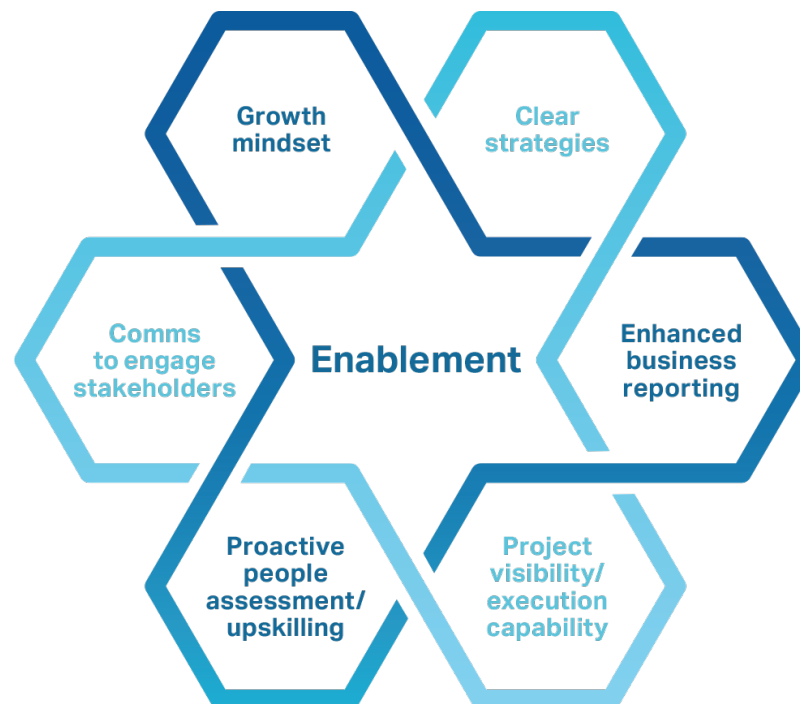 Growth
mindset
Clear
strategies
Comms
to engage
stakeholders
Enablement
Enhanced
business
reporting
Proactive
people
assessment/
upskilling
Project
visibility/
execution
capability